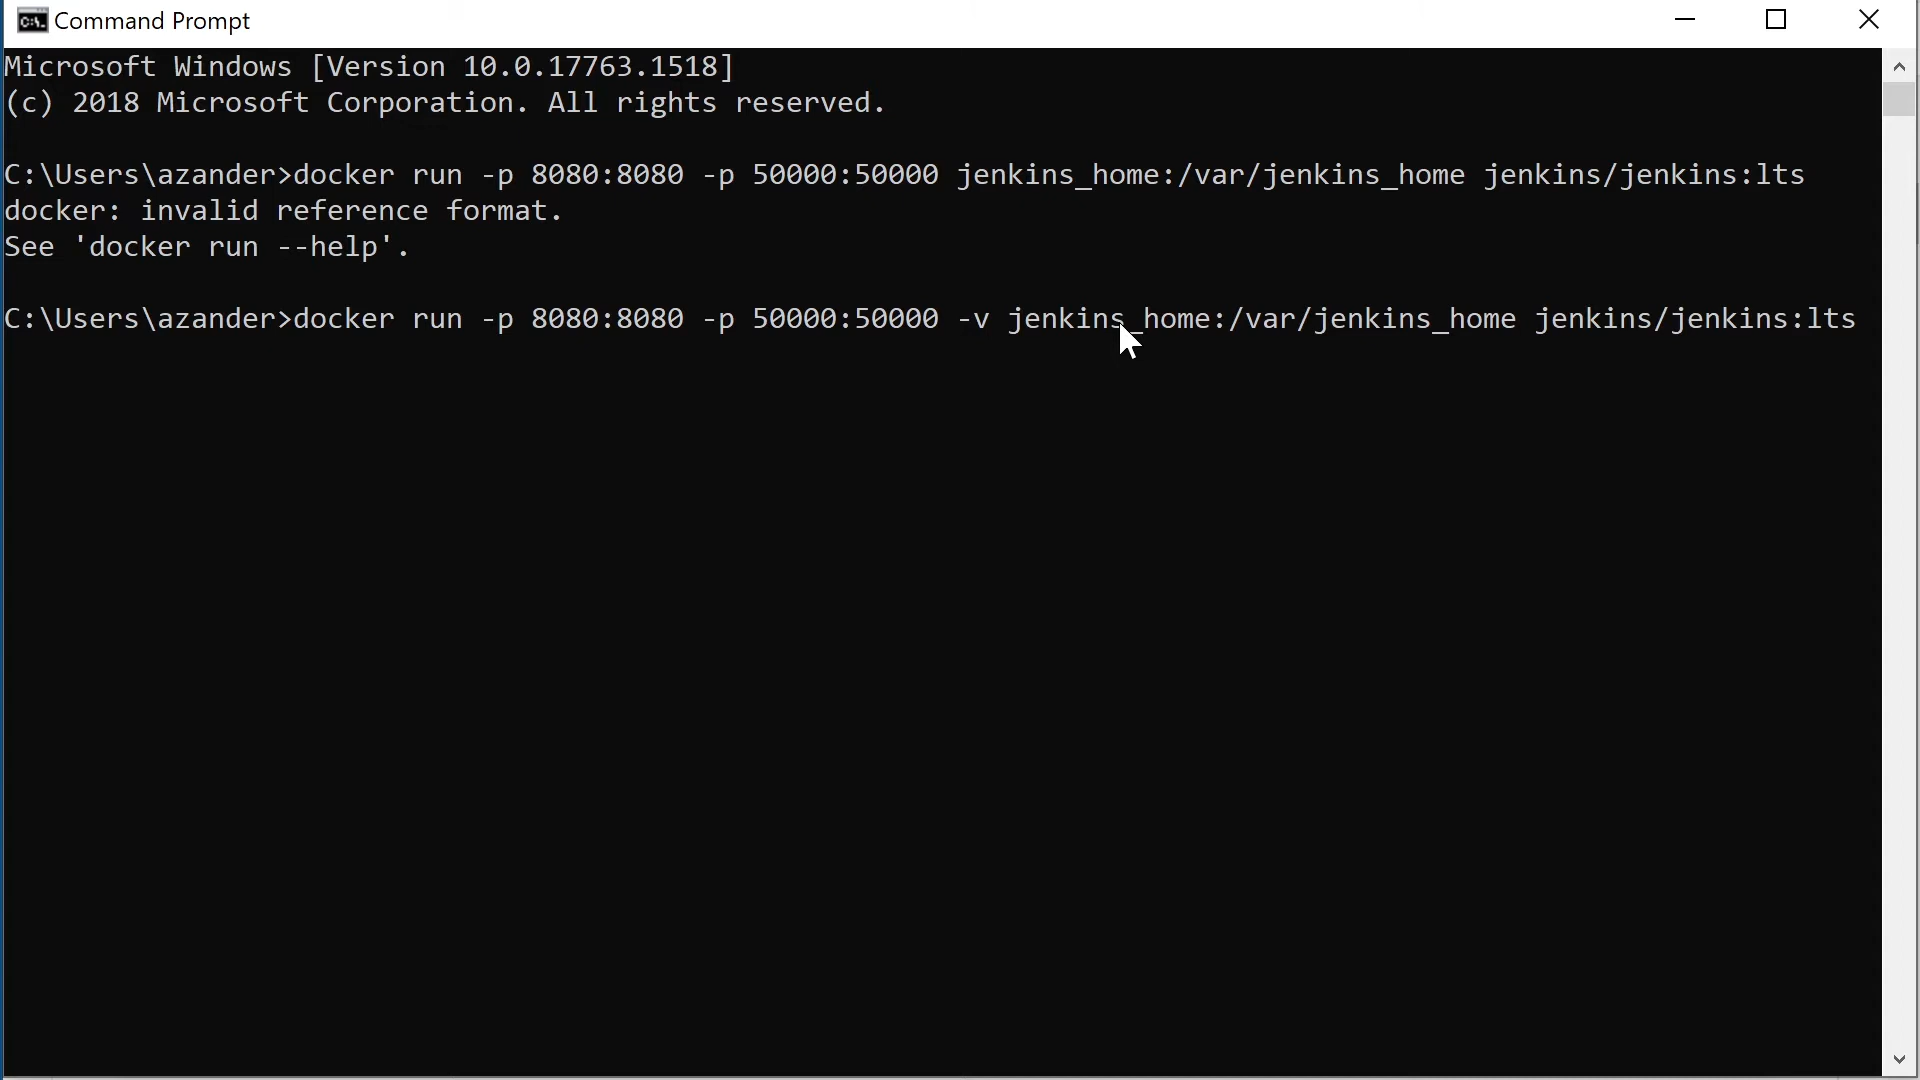 Command Prompt
Microsoft Windows [Version 10.0.17763.1518]
(c) 2018 Microsoft Corporation. All rights reserved.
C:\Users\azander>docker run -p 8080:8080 -p 50000:50000 jenkins_home:/var/jenkins_home jenkins/jenkins:lts
docker: invalid reference format.
See 'docker run --help'.
C:\Users\azander>docker run -p 8080:8080 -p 50000:50000 -v jenkins_home:/var/jenkins_home jenkins/jenkins:lts